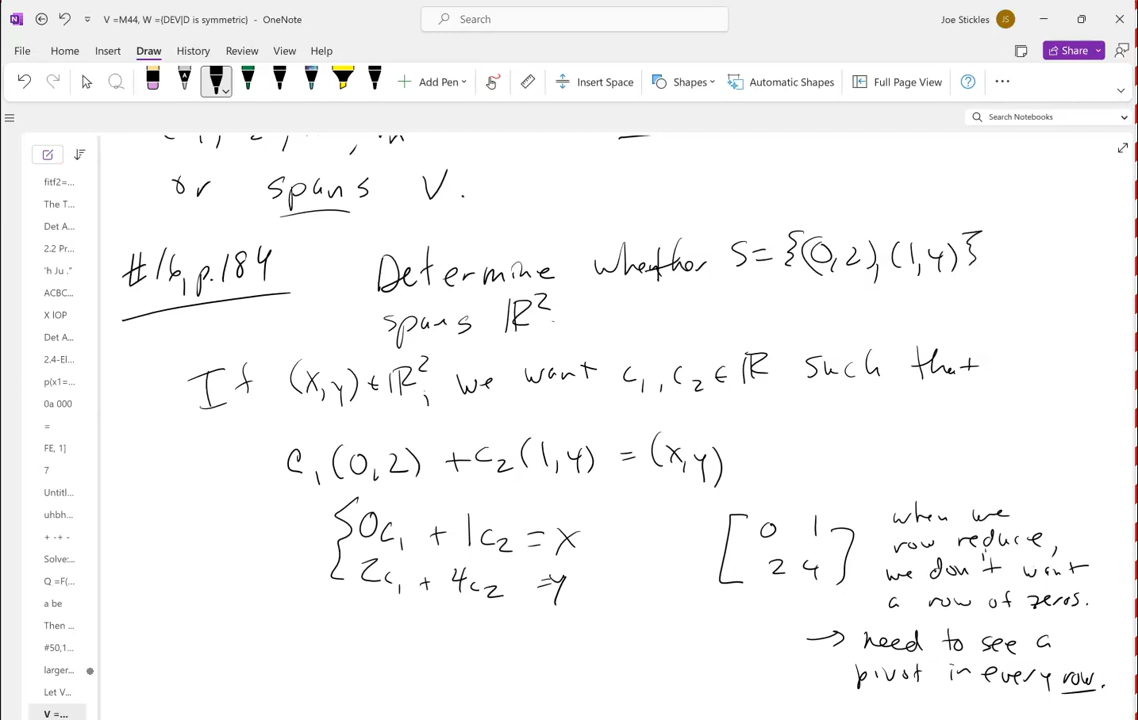 V =M44, W ={DEV|D is symmetric) - OneNote
Search
Joe Stickles
JS
File Home Insert Draw History Review View Help
Share
Add Pen
Insert Space
Shapes
Automatic Shapes
Full Page View
Search Notebooks
fitf2=...
The T...
Det A...
2.2 Pr...
'h Ju ."...
ACBC...
X IOP
Det A...
2.4-El...
p(x1=...
0a 000
=
FE, 1]
7
Untitl...
uhbh...
+ -+ -
Solve:...
Q =F(...
a be
Then ...
#50,1...
larger...
Let V...
V =...
or spans V.
#16, p.184 Determine whether S = {(0,2), (1,4)}
spans ℝ².
If (x,y) ∈ ℝ², we want c₁, c₂ ∈ ℝ such that
c₁(0,2) + c₂(1,4) = (x,y)
{0c₁ + 1c₂ = x
2c₁ + 4c₂ = y
[0 1
2 4]
when we
row reduce,
we don't want
a row of zeros.
→ need to see a
pivot in every row.